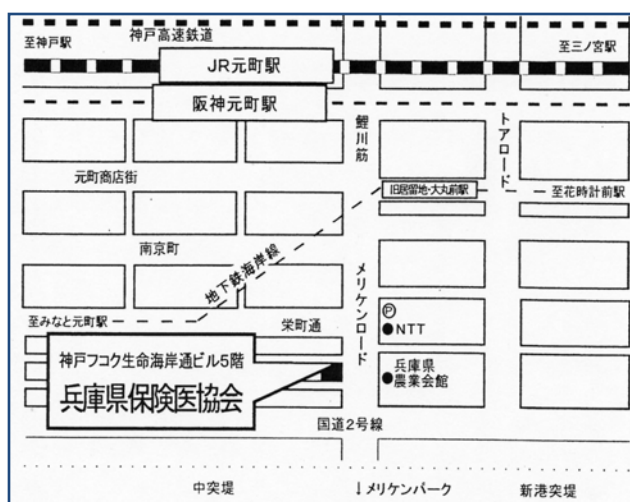 神戸高速鉄道
至神戸駅
至三ノ宮駅
JR元町駅
阪神元町駅
鯉川筋
トアロード
元町商店街
旧居留地・大丸前駅
至花時計前駅
南京町
地下鉄海岸線
メリケンロード
至みなと元町駅
栄町通
Ⓟ
●NTT
神戸フコク生命海岸通ビル5階
兵庫県保険医協会
●兵庫県
農業会館
国道2号線
中突堤
↓メリケンパーク
新港突堤